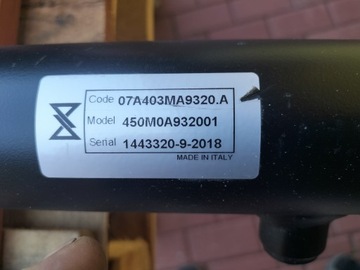 Code 07A403MA9320.A
Model 450M0A932001
Serial 1443320-9-2018
MADE IN ITALY